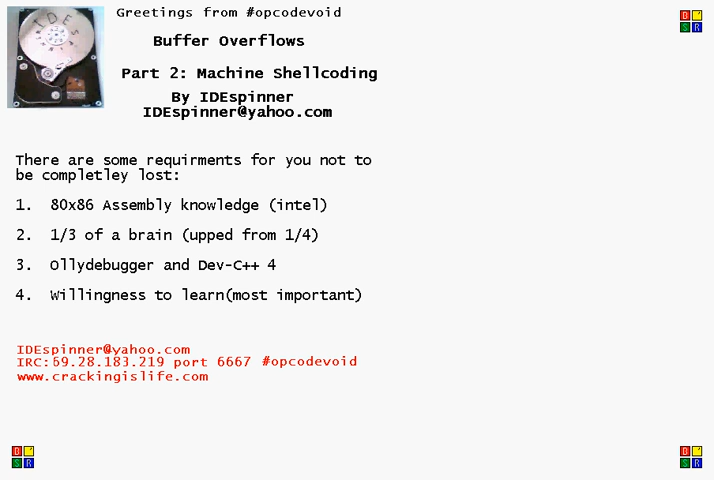 Greetings from #opcodevoid
Buffer Overflows
Part 2: Machine Shellcoding
By IDEspinner
IDEspinner@yahoo.com
There are some requirments for you not to
be completley lost:
1. 80x86 Assembly knowledge (intel)
2. 1/3 of a brain (upped from 1/4)
3. Ollydebugger and Dev-C++ 4
4. Willingness to learn(most important)
IDEspinner@yahoo.com
IRC:69.28.183.219 port 6667 #opcodevoid
www.crackingislife.com